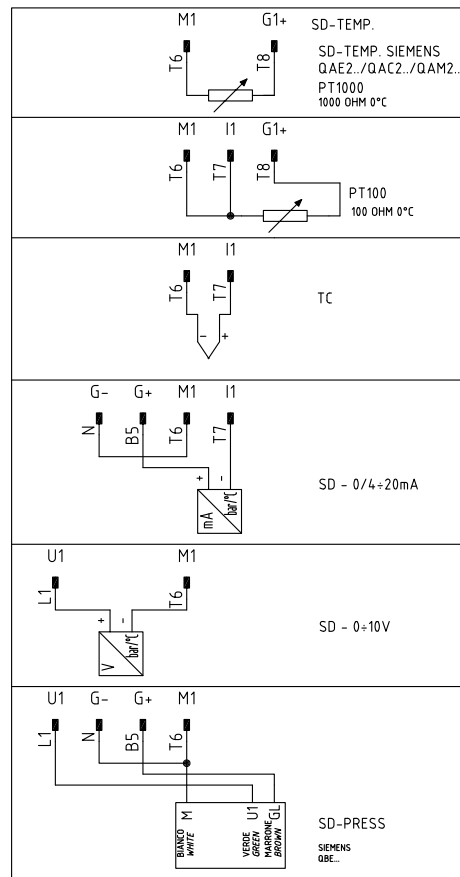 M1 G1+ SD-TEMP.
T6 T8
SD-TEMP. SIEMENS
QAE2../QAC2../QAM2..
PT1000
1000 OHM 0°C
M1 I1 G1+
T6 T7 T8
PT100
100 OHM 0°C
M1 I1
T6 T7
TC
- +
G- G+ M1 I1
N B5 T6 T7
+ -
mA bar/°C
SD - 0/4÷20mA
U1 M1
L1 T6
+ -
V bar/°C
SD - 0÷10V
U1 G- G+ M1
L1 N B5 T6
M U1 GL
BIANCO
WHITE
VERDE
GREEN
MARRONE
BROWN
SD-PRESS
SIEMENS
QBE...